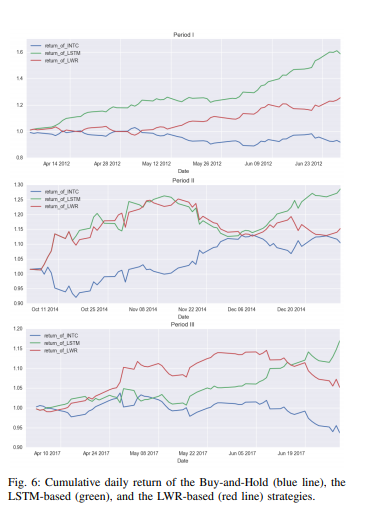 Period I
return_of_INTC
return_of_LSTM
return_of_LWR
1.6
1.4
1.2
1.0
0.8
Apr 14 2012 Apr 28 2012 May 12 2012 May 26 2012 Jun 09 2012 Jun 23 2012
Date
Period II
return_of_INTC
return_of_LSTM
return_of_LWR
1.30
1.25
1.20
1.15
1.10
1.05
1.00
0.95
0.90
Oct 11 2014 Oct 25 2014 Nov 08 2014 Nov 22 2014 Dec 06 2014 Dec 20 2014
Date
Period III
return_of_INTC
return_of_LSTM
return_of_LWR
1.20
1.15
1.10
1.05
1.00
0.95
0.90
Apr 10 2017 Apr 24 2017 May 08 2017 May 22 2017 Jun 05 2017 Jun 19 2017
Date
Fig. 6: Cumulative daily return of the Buy-and-Hold (blue line), the
LSTM-based (green), and the LWR-based (red line) strategies.